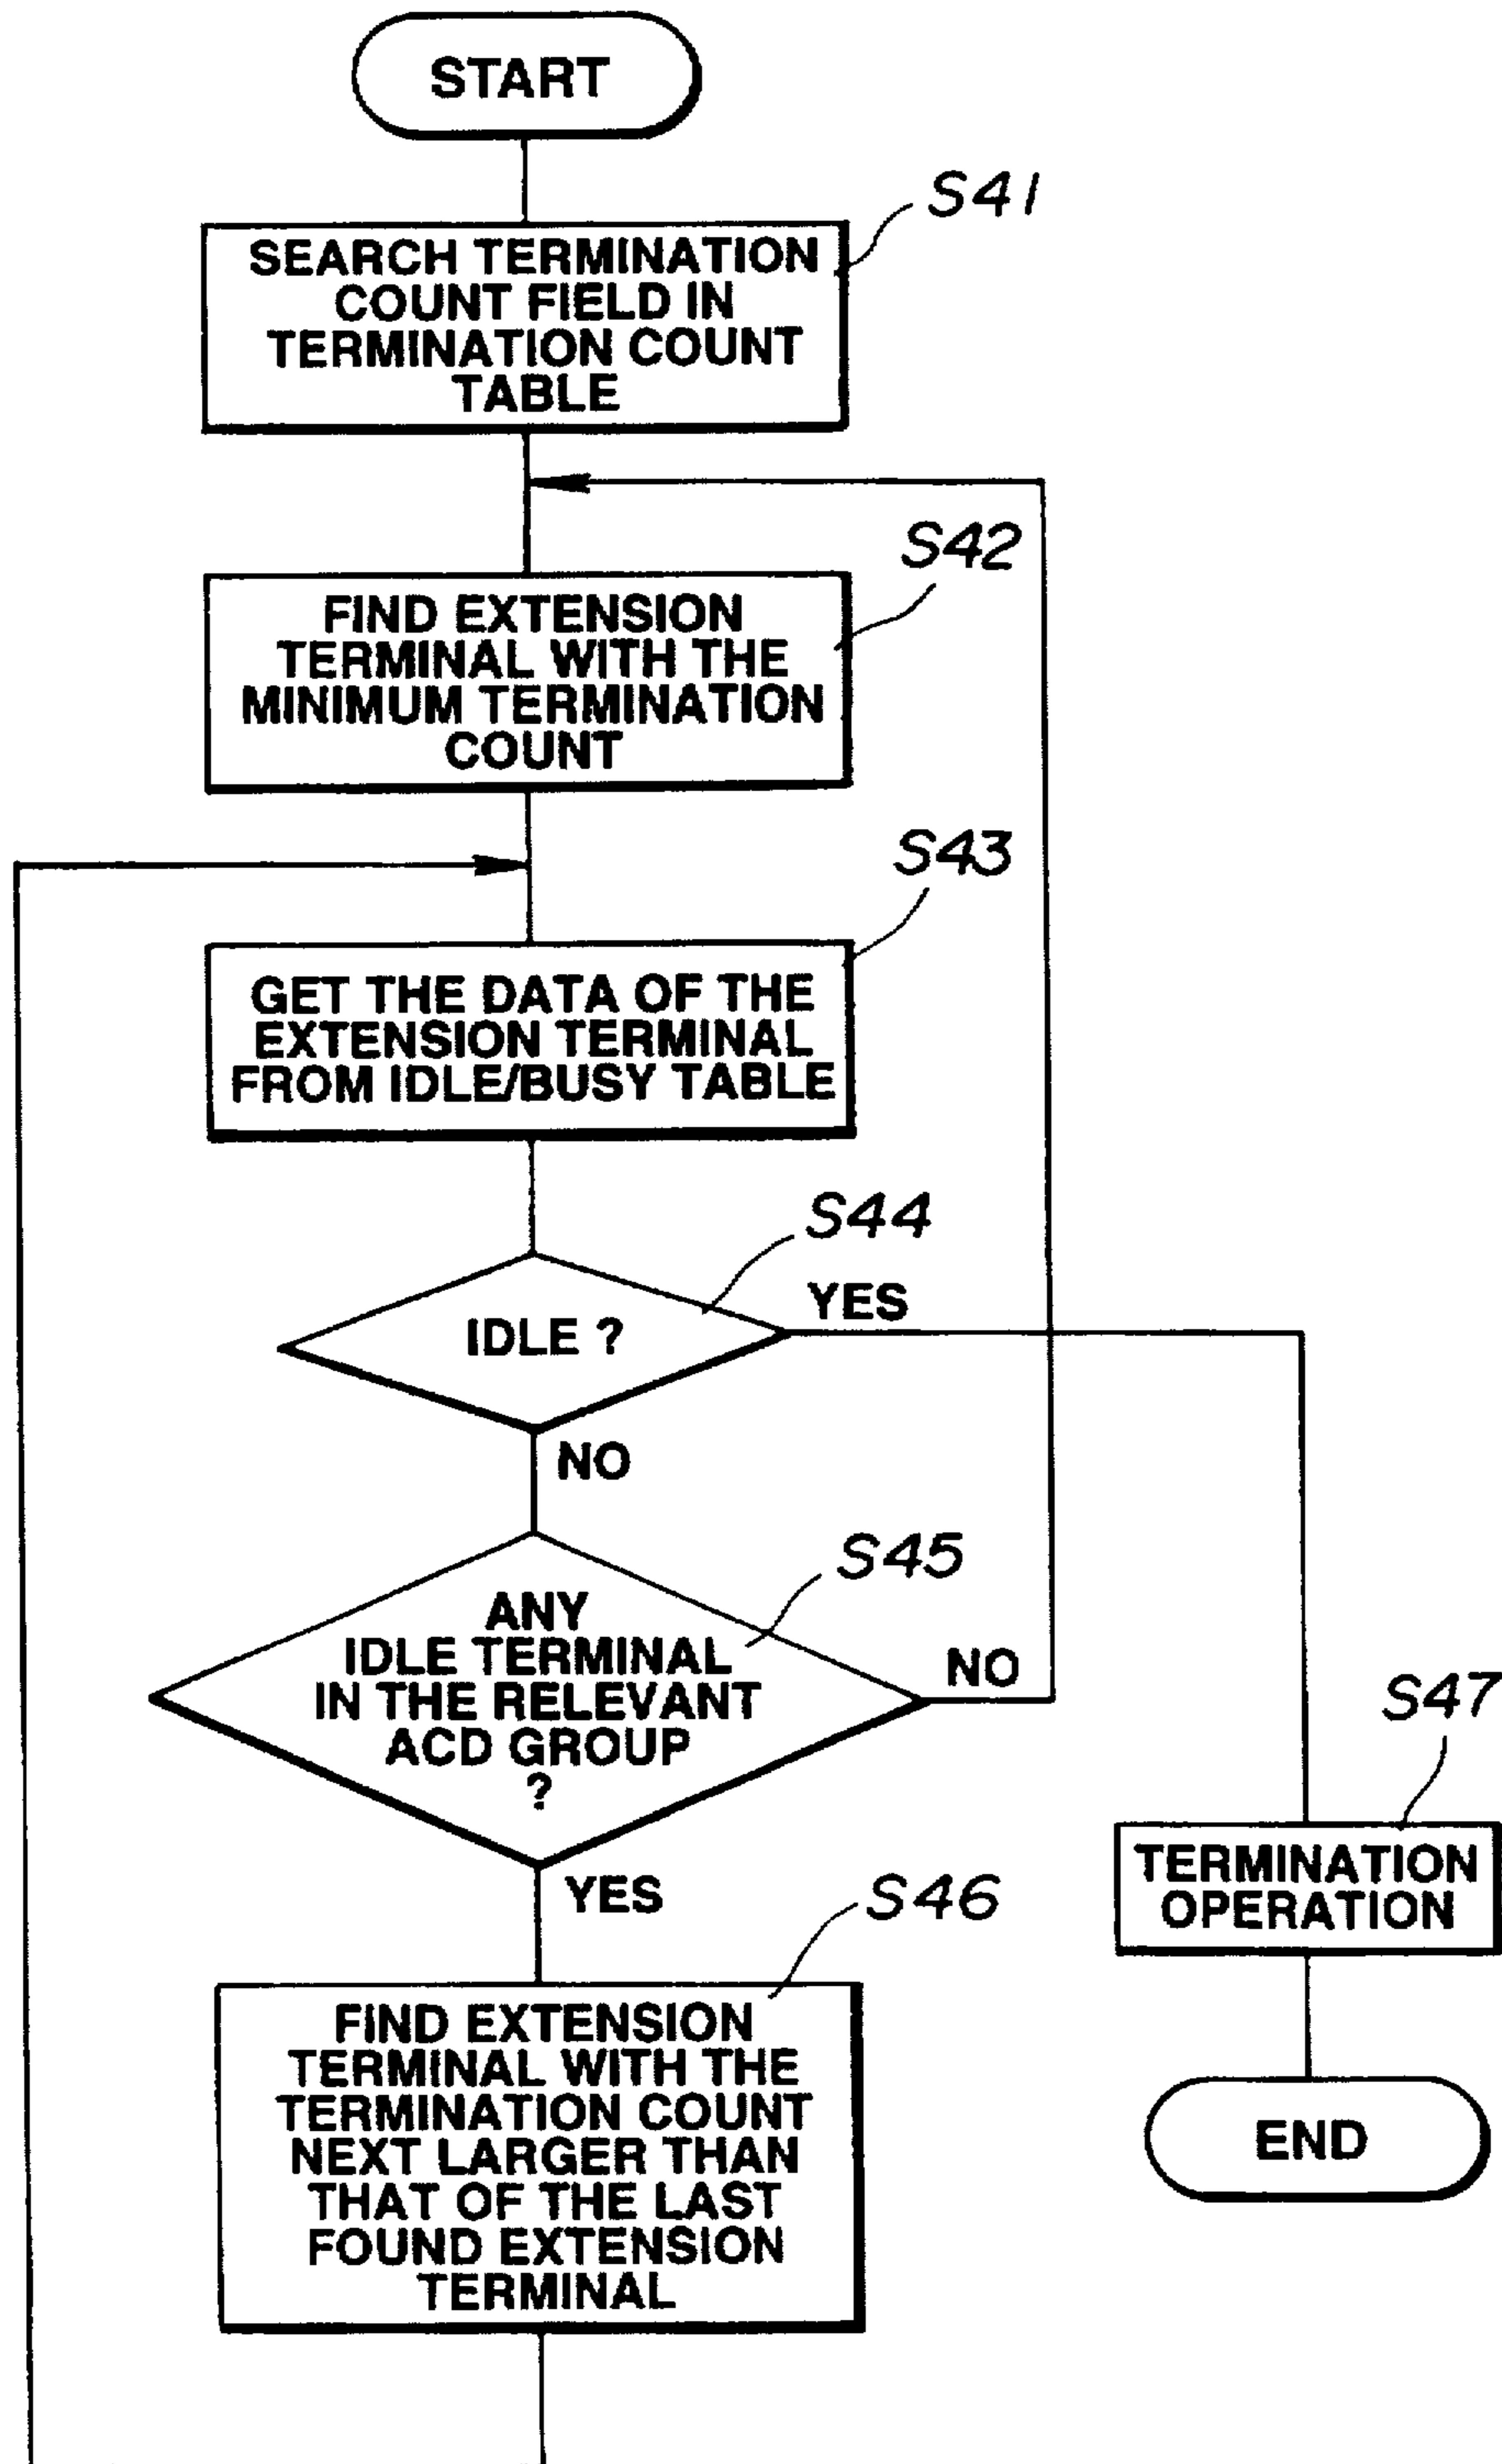 START
S41
SEARCH TERMINATION
COUNT FIELD IN
TERMINATION COUNT
TABLE
S42
FIND EXTENSION
TERMINAL WITH THE
MINIMUM TERMINATION
COUNT
S43
GET THE DATA OF THE
EXTENSION TERMINAL
FROM IDLE/BUSY TABLE
S44
IDLE ?
YES
NO
S45
ANY
IDLE TERMINAL
IN THE RELEVANT
ACD GROUP
?
NO
YES
S46
FIND EXTENSION
TERMINAL WITH THE
TERMINATION COUNT
NEXT LARGER THAN
THAT OF THE LAST
FOUND EXTENSION
TERMINAL
S47
TERMINATION
OPERATION
END